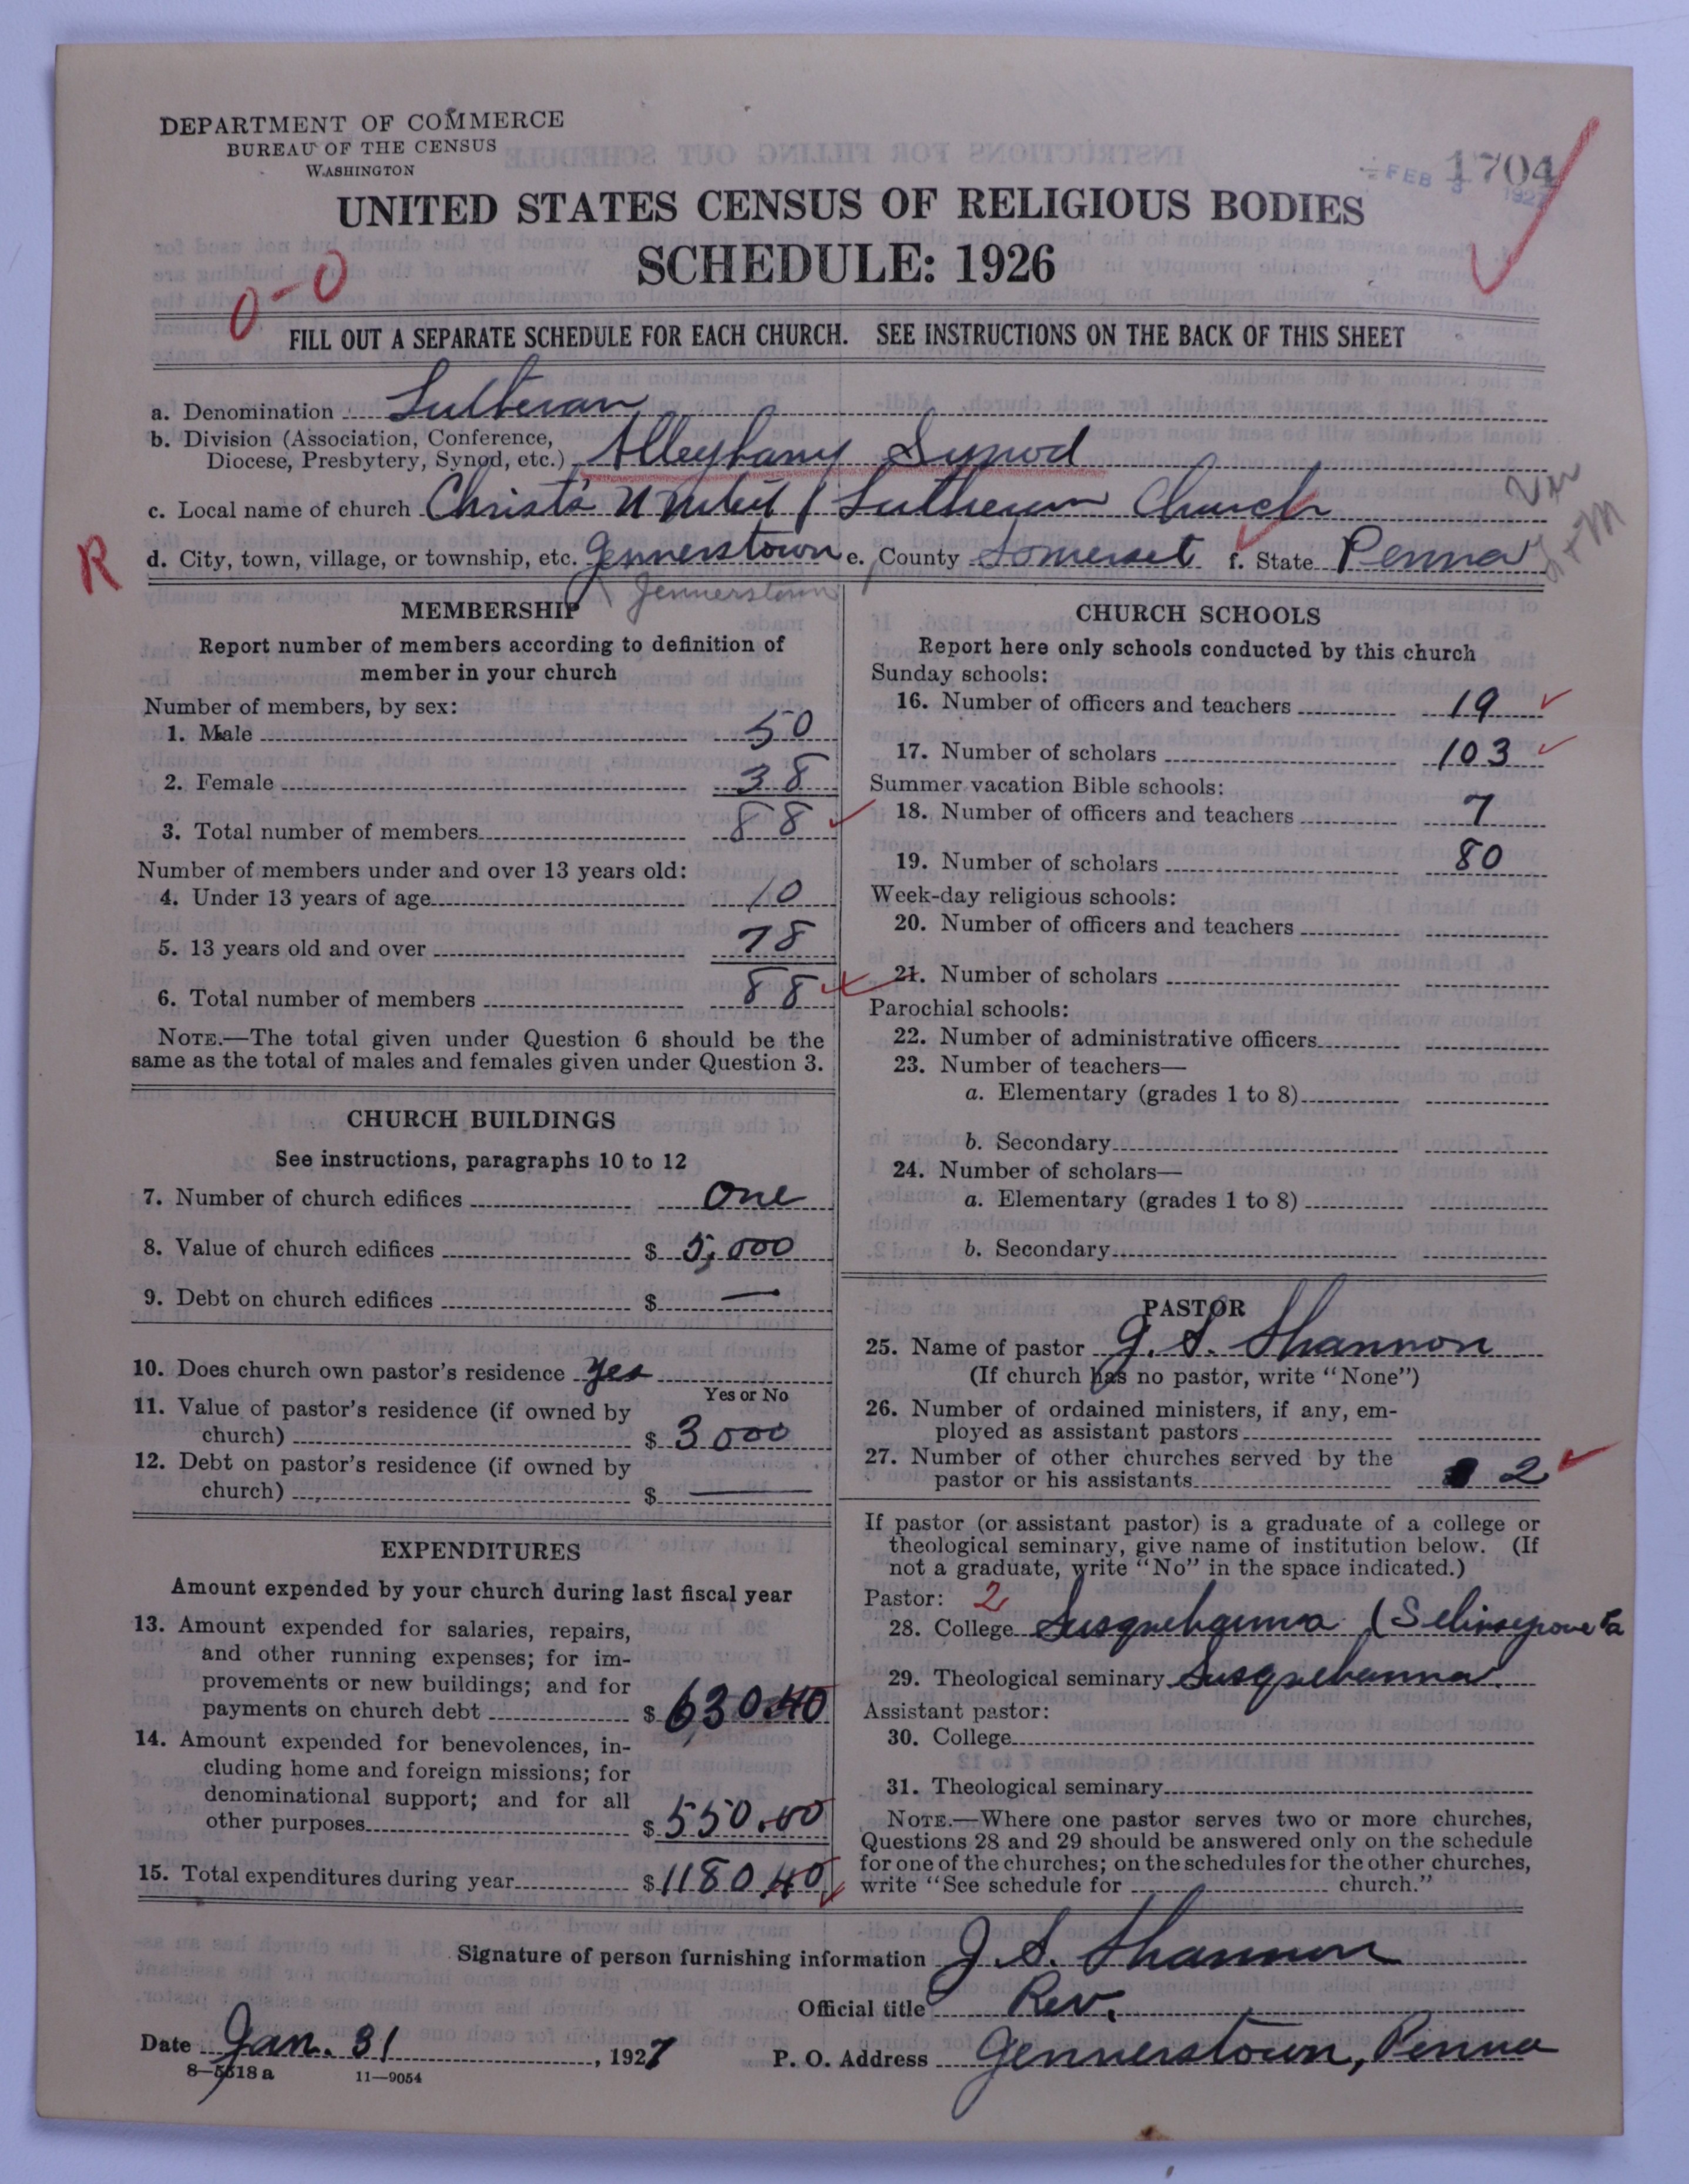 DEPARTMENT OF COMMERCE
BUREAU OF THE CENSUS
WASHINGTON
1704
FEB 3 1927
UNITED STATES CENSUS OF RELIGIOUS BODIES
SCHEDULE: 1926
0-0
FILL OUT A SEPARATE SCHEDULE FOR EACH CHURCH. SEE INSTRUCTIONS ON THE BACK OF THIS SHEET
a. Denomination Lutheran
b. Division (Association, Conference,
Diocese, Presbytery, Synod, etc.) Alleghany Synod
c. Local name of church Christ's Lutheran Church
R
d. City, town, village, or township, etc. Jennerstown e. County Somerset f. State Penna
Jennerstown
MEMBERSHIP
Report number of members according to definition of
member in your church
Number of members, by sex:
1. Male 50
2. Female 38
3. Total number of members 88
Number of members under and over 13 years old:
4. Under 13 years of age 10
5. 13 years old and over 78
6. Total number of members 88
NOTE.—The total given under Question 6 should be the
same as the total of males and females given under Question 3.
CHURCH BUILDINGS
See instructions, paragraphs 10 to 12
7. Number of church edifices One
8. Value of church edifices $ 5,000
9. Debt on church edifices $ —
10. Does church own pastor's residence Yes
Yes or No
11. Value of pastor's residence (if owned by
church) $ 3000
12. Debt on pastor's residence (if owned by
church) $ —
EXPENDITURES
Amount expended by your church during last fiscal year
13. Amount expended for salaries, repairs,
and other running expenses; for im-
provements or new buildings; and for
payments on church debt $ 630.40
14. Amount expended for benevolences, in-
cluding home and foreign missions; for
denominational support; and for all
other purposes $ 550.00
15. Total expenditures during year $ 1180.40
CHURCH SCHOOLS
Report here only schools conducted by this church
Sunday schools:
16. Number of officers and teachers 19
17. Number of scholars 103
Summer vacation Bible schools:
18. Number of officers and teachers 7
19. Number of scholars 80
Week-day religious schools:
20. Number of officers and teachers
21. Number of scholars
Parochial schools:
22. Number of administrative officers
23. Number of teachers—
a. Elementary (grades 1 to 8)
b. Secondary
24. Number of scholars—
a. Elementary (grades 1 to 8)
b. Secondary
PASTOR
25. Name of pastor J. S. Shannon
(If church has no pastor, write "None")
26. Number of ordained ministers, if any, em-
ployed as assistant pastors
27. Number of other churches served by the
pastor or his assistants 2
If pastor (or assistant pastor) is a graduate of a college or
theological seminary, give name of institution below. (If
not a graduate, write "No" in the space indicated.)
Pastor: 2
28. College Susquehanna (Selinsgrove Pa
29. Theological seminary Susquehanna
Assistant pastor:
30. College
31. Theological seminary
NOTE.—Where one pastor serves two or more churches,
Questions 28 and 29 should be answered only on the schedule
for one of the churches; on the schedules for the other churches,
write "See schedule for church."
Signature of person furnishing information J. S. Shannon
Official title Rev.
Date Jan. 31, 1927
P. O. Address Jennerstown, Penna
8—5518 a 11—9054